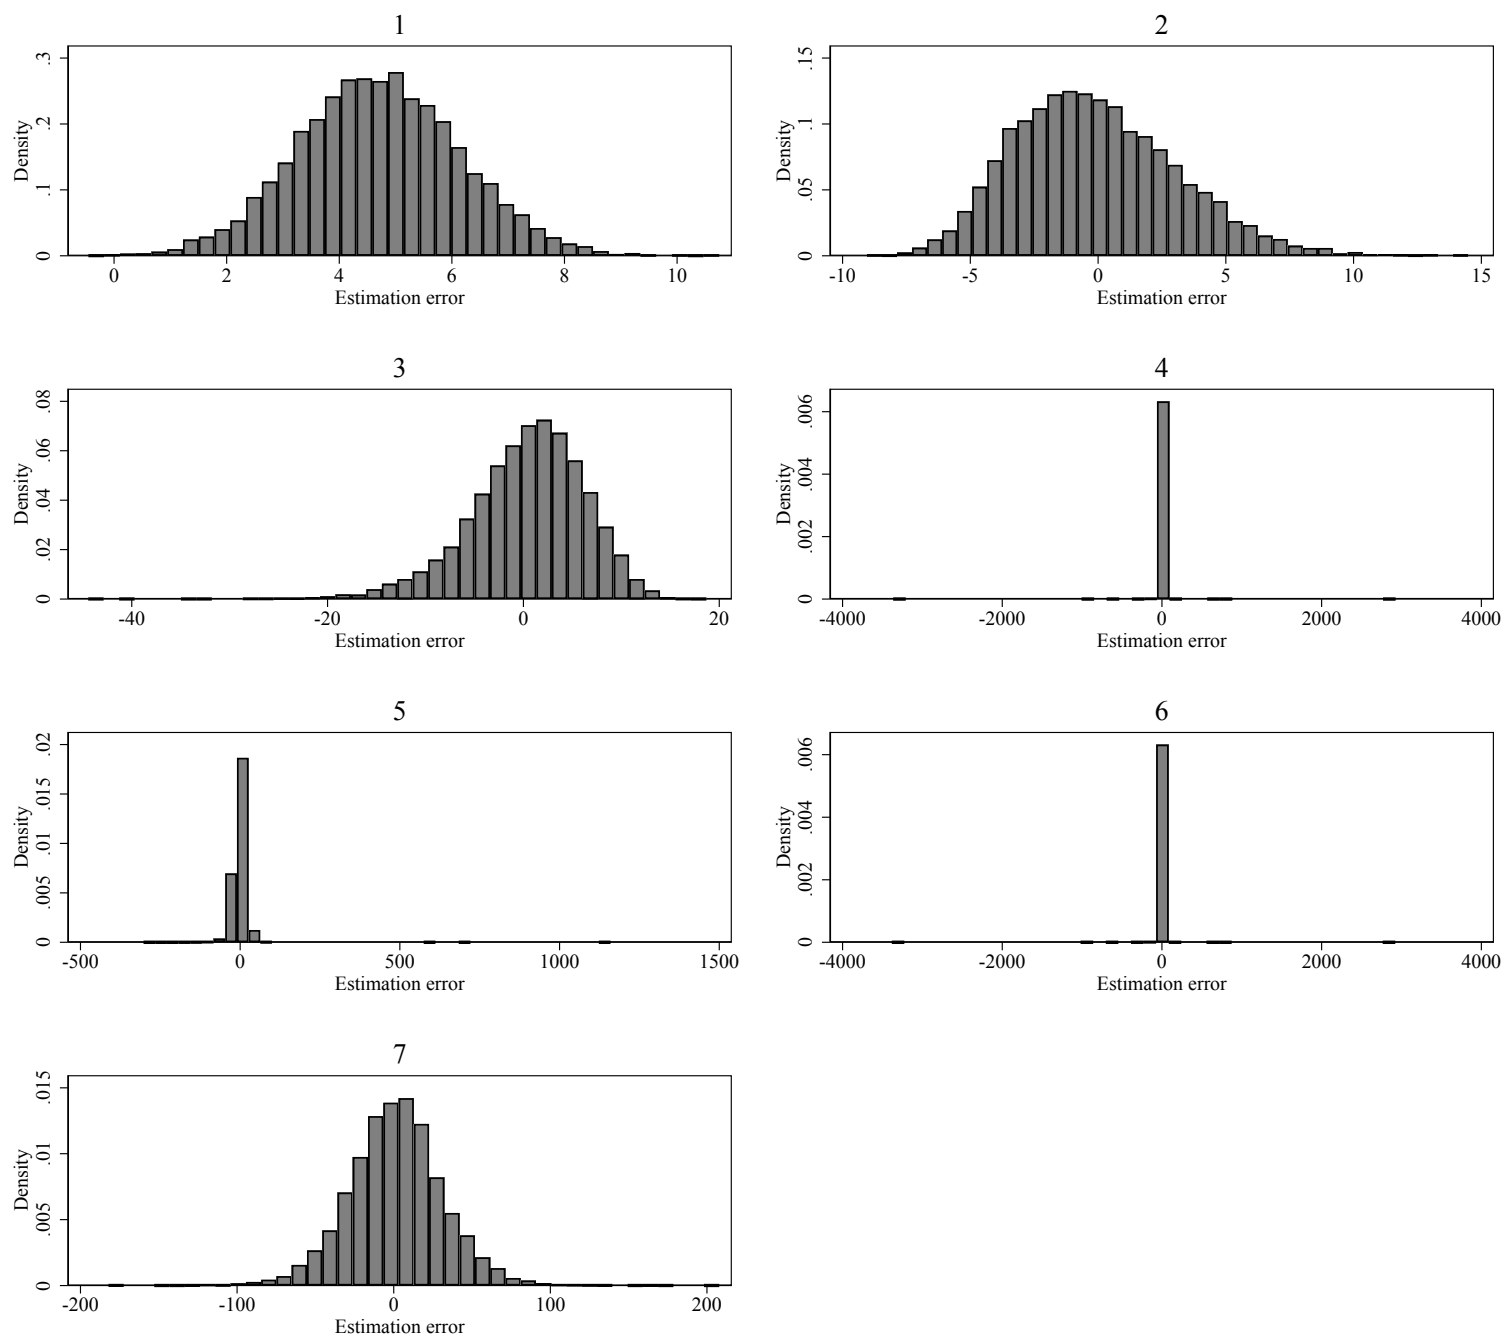 1
Density
0 .1 .2 .3
0 2 4 6 8 10
Estimation error
2
Density
0 .05 .1 .15
-10 -5 0 5 10 15
Estimation error
3
Density
0 .02 .04 .06 .08
-40 -20 0 20
Estimation error
4
Density
0 .002 .004 .006
-4000 -2000 0 2000 4000
Estimation error
5
Density
0 .005 .01 .015 .02
-500 0 500 1000 1500
Estimation error
6
Density
0 .002 .004 .006
-4000 -2000 0 2000 4000
Estimation error
7
Density
0 .005 .01 .015
-200 -100 0 100 200
Estimation error